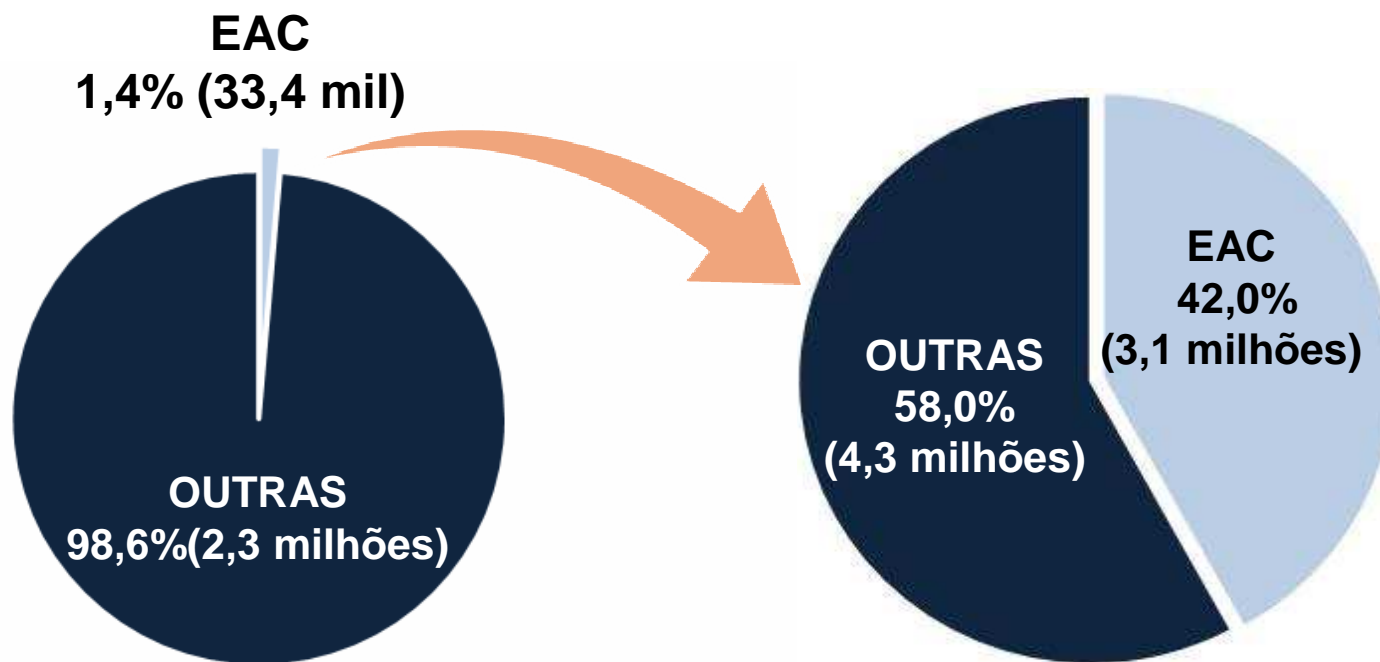 EAC
1,4% (33,4 mil)
OUTRAS
98,6%(2,3 milhões)
EAC
42,0%
(3,1 milhões)
OUTRAS
58,0%
(4,3 milhões)